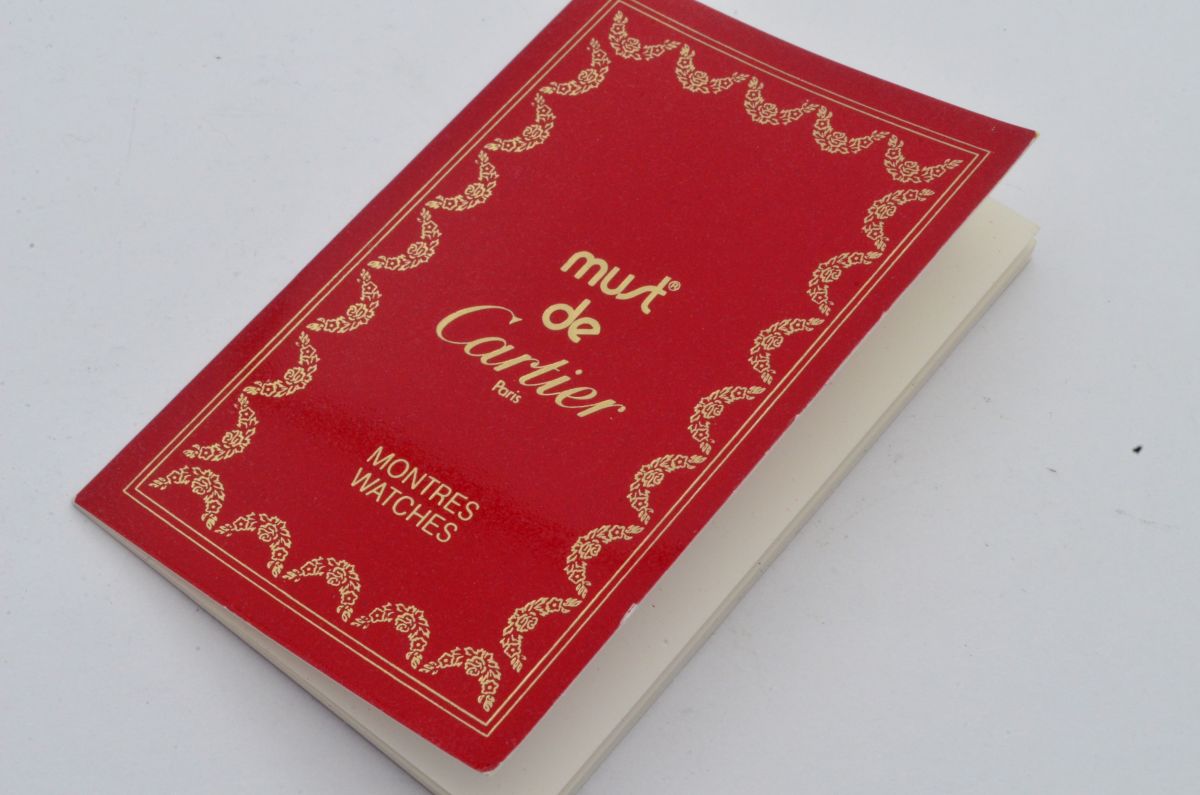 must®
de
Cartier
Paris
MONTRES
WATCHES